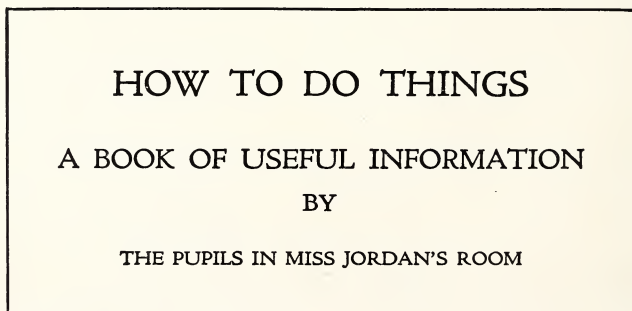 HOW TO DO THINGS
A BOOK OF USEFUL INFORMATION
BY
THE PUPILS IN MISS JORDAN'S ROOM